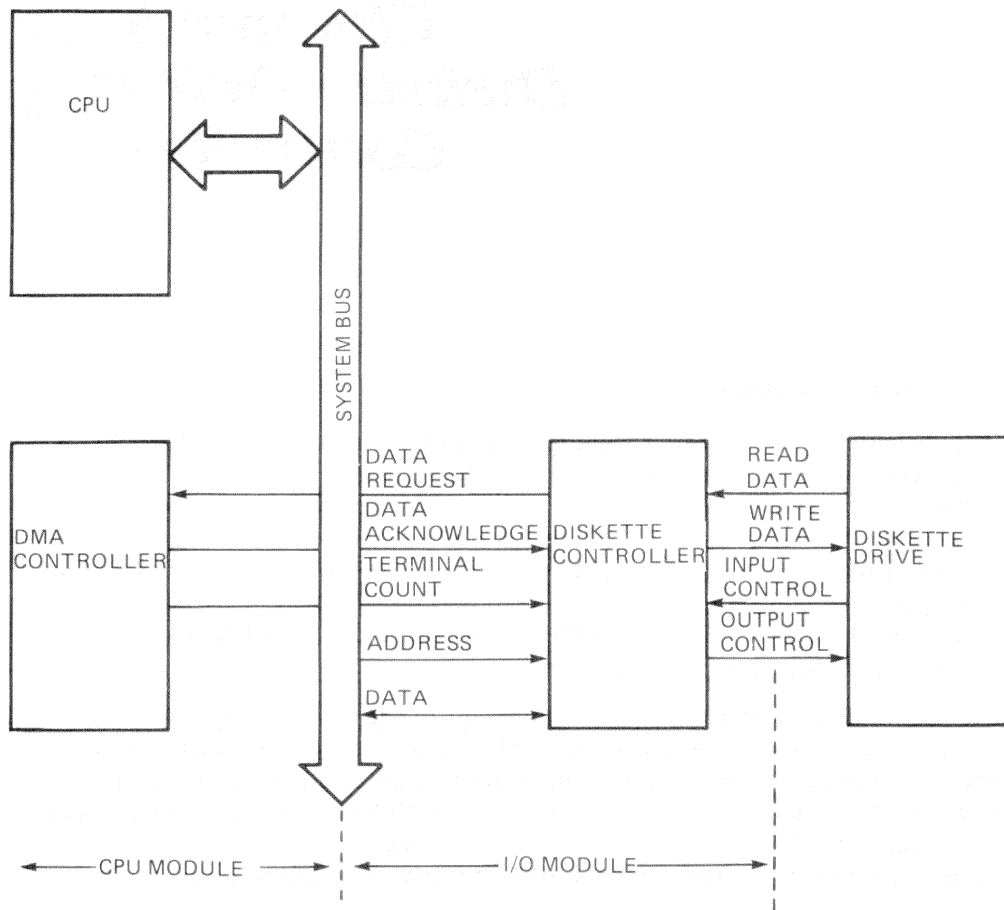 CPU
SYSTEM BUS
DMA
CONTROLLER
DATA
REQUEST
DATA
ACKNOWLEDGE
TERMINAL
COUNT
ADDRESS
DATA
DISKETTE
CONTROLLER
READ
DATA
WRITE
DATA
INPUT
CONTROL
OUTPUT
CONTROL
DISKETTE
DRIVE
CPU MODULE
I/O MODULE